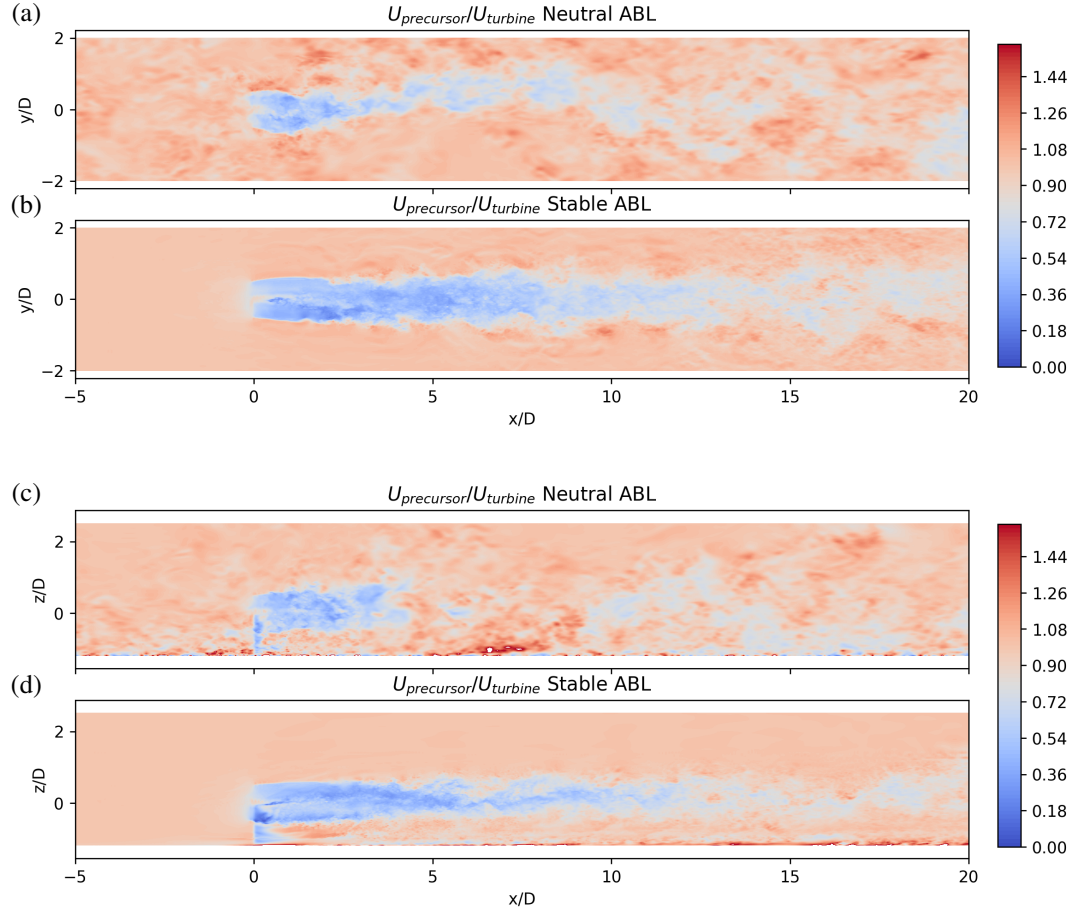 (a)
U_precursor/U_turbine Neutral ABL
2
0
−2
y/D
(b)
U_precursor/U_turbine Stable ABL
2
0
−2
y/D
−5 0 5 10 15 20
x/D
1.44
1.26
1.08
0.90
0.72
0.54
0.36
0.18
0.00
(c)
U_precursor/U_turbine Neutral ABL
2
0
z/D
(d)
U_precursor/U_turbine Stable ABL
2
0
z/D
−5 0 5 10 15 20
x/D
1.44
1.26
1.08
0.90
0.72
0.54
0.36
0.18
0.00